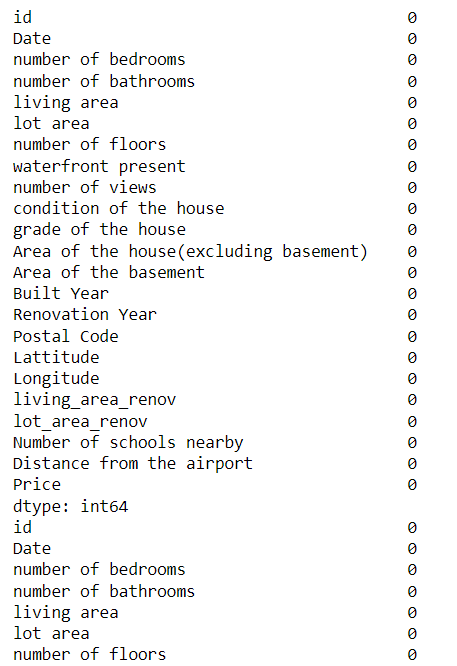 id 0
Date 0
number of bedrooms 0
number of bathrooms 0
living area 0
lot area 0
number of floors 0
waterfront present 0
number of views 0
condition of the house 0
grade of the house 0
Area of the house(excluding basement) 0
Area of the basement 0
Built Year 0
Renovation Year 0
Postal Code 0
Lattitude 0
Longitude 0
living_area_renov 0
lot_area_renov 0
Number of schools nearby 0
Distance from the airport 0
Price 0
dtype: int64
id 0
Date 0
number of bedrooms 0
number of bathrooms 0
living area 0
lot area 0
number of floors 0